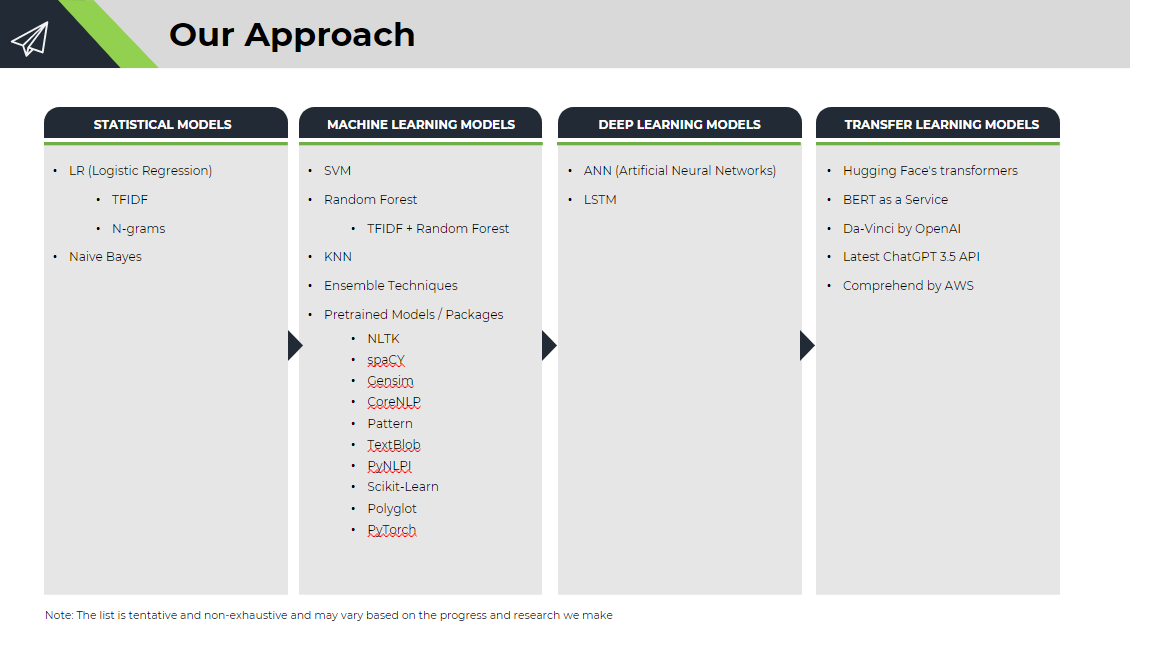 Our Approach
STATISTICAL MODELS
• LR (Logistic Regression)
• TFIDF
• N-grams
• Naive Bayes
MACHINE LEARNING MODELS
• SVM
• Random Forest
• TFIDF + Random Forest
• KNN
• Ensemble Techniques
• Pretrained Models / Packages
• NLTK
• spaCY
• Gensim
• CoreNLP
• Pattern
• TextBlob
• PyNLPI
• Scikit-Learn
• Polyglot
• PyTorch
DEEP LEARNING MODELS
• ANN (Artificial Neural Networks)
• LSTM
TRANSFER LEARNING MODELS
• Hugging Face's transformers
• BERT as a Service
• Da-Vinci by OpenAI
• Latest ChatGPT 3.5 API
• Comprehend by AWS
Note: The list is tentative and non-exhaustive and may vary based on the progress and research we make